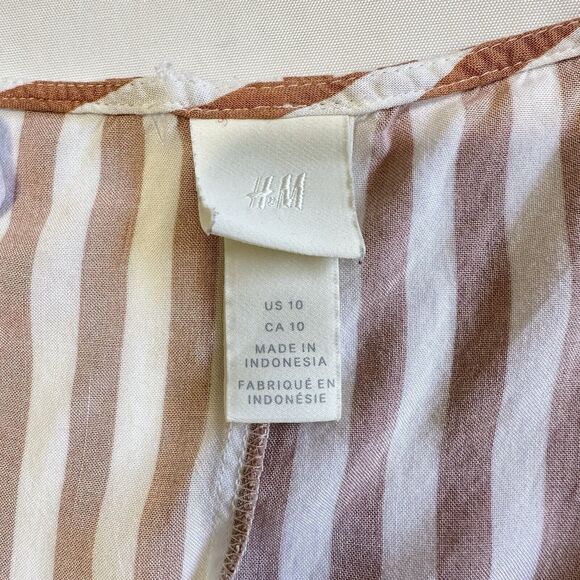 H&M
US 10
CA 10
MADE IN
INDONESIA
FABRIQUÉ EN
INDONÉSIE